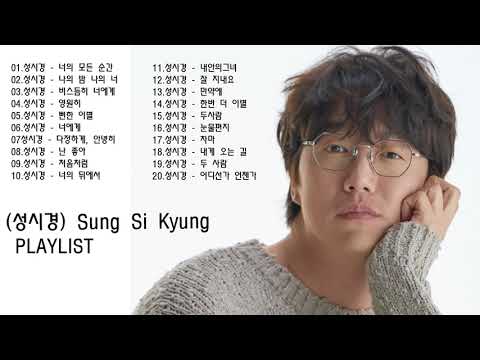 01.성시경 - 너의 모든 순간
02.성시경 - 나의 밤 나의 너
03.성시경 - 버스듬히 너에게
04.성시경 - 영원히
05.성시경 - 뻔한 이별
06.성시경 - 너에게
07성시경 - 다정하게, 안녕히
08.성시경 - 난 좋아
09.성시경 - 처음처럼
10.성시경 - 너의 뒤에서
11.성시경 - 내안의그녀
12.성시경 - 잘 지내요
13.성시경 - 만약에
14.성시경 - 한번 더 이별
15.성시경 - 두사람
16.성시경 - 눈물편지
17.성시경 - 차마
18.성시경 - 내게 오는 길
19.성시경 - 두 사람
20.성시경 - 어디선가 언젠가
(성시경) Sung Si Kyung
PLAYLIST